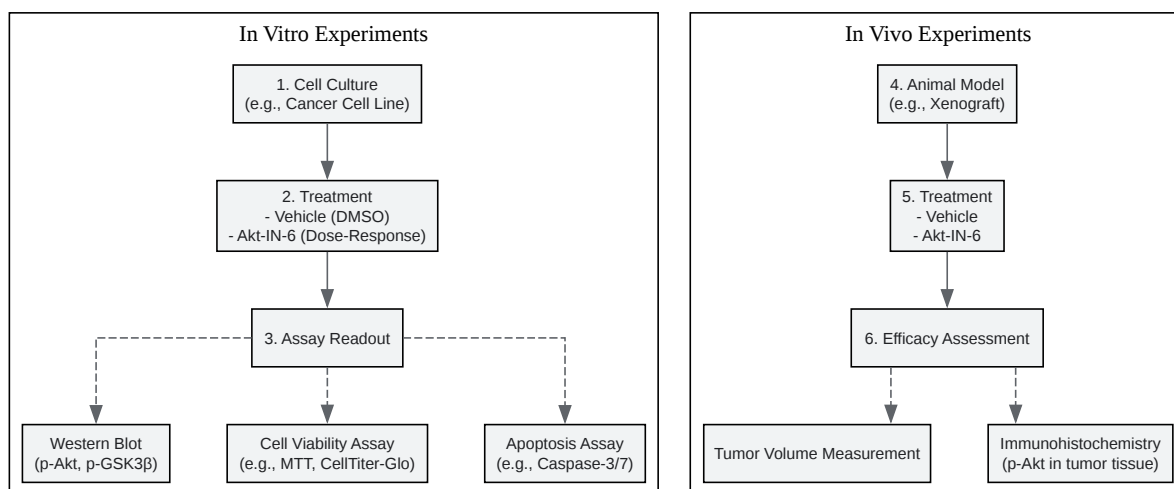 In Vitro Experiments
1. Cell Culture
(e.g., Cancer Cell Line)
2. Treatment
- Vehicle (DMSO)
- Akt-IN-6 (Dose-Response)
3. Assay Readout
Western Blot
(p-Akt, p-GSK3β)
Cell Viability Assay
(e.g., MTT, CellTiter-Glo)
Apoptosis Assay
(e.g., Caspase-3/7)
In Vivo Experiments
4. Animal Model
(e.g., Xenograft)
5. Treatment
- Vehicle
- Akt-IN-6
6. Efficacy Assessment
Tumor Volume Measurement
Immunohistochemistry
(p-Akt in tumor tissue)